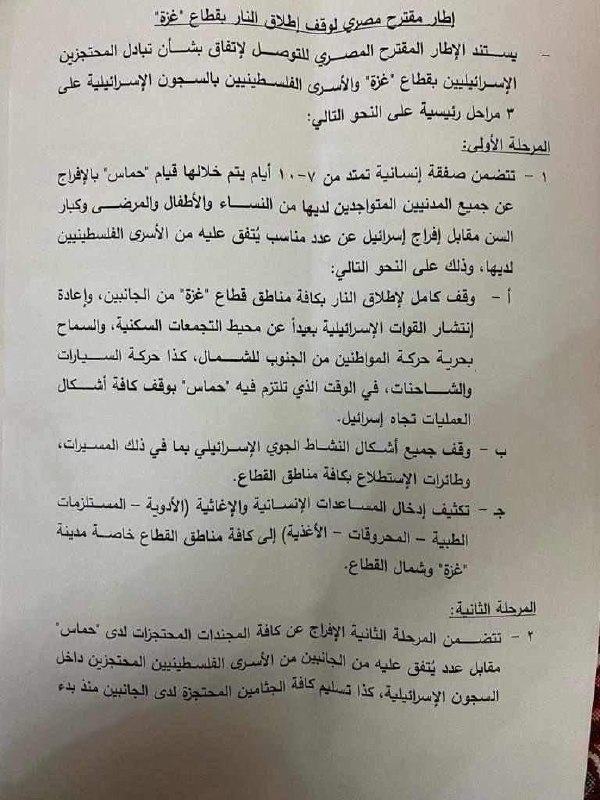 إطار مقترح مصري لوقف إطلاق النار بقطاع "غزة"
- يستند الإطار المقترح المصري للتوصل لإتفاق بشأن تبادل المحتجزين
الإسرائيليين بقطاع "غزة" والأسرى الفلسطينيين بالسجون الإسرائيلية على
٣ مراحل رئيسية على النحو التالي:
المرحلة الأولى:
١ - تتضمن صفقة إنسانية تمتد من ٧-١٠ أيام يتم خلالها قيام "حماس" بالإفراج
عن جميع المدنيين المتواجدين لديها من النساء والأطفال والمرضى وكبار
السن مقابل إفراج إسرائيل عن عدد مناسب يُتفق عليه من الأسرى الفلسطينيين
لديها، وذلك على النحو التالي:
أ - وقف كامل لإطلاق النار بكافة مناطق قطاع "غزة" من الجانبين، وإعادة
إنتشار القوات الإسرائيلية بعيداً عن محيط التجمعات السكنية، والسماح
بحرية حركة المواطنين من الجنوب للشمال، كذا حركة السيارات
والشاحنات، في الوقت الذي تلتزم فيه "حماس" بوقف كافة أشكال
العمليات تجاه إسرائيل.
ب - وقف جميع أشكال النشاط الجوي الإسرائيلي بما في ذلك المسيرات،
وطائرات الإستطلاع بكافة مناطق القطاع.
جـ - تكثيف إدخال المساعدات الإنسانية والإغاثية (الأدوية – المستلزمات
الطبية – المحروقات – الأغذية) إلى كافة مناطق القطاع خاصة مدينة
"غزة" وشمال القطاع.
المرحلة الثانية:
٢ - تتضمن المرحلة الثانية الإفراج عن كافة المجندات المحتجزات لدى "حماس"
مقابل عدد يُتفق عليه من الجانبين من الأسرى الفلسطينيين المحتجزين داخل
السجون الإسرائيلية، كذا تسليم كافة الجثامين المحتجزة لدى الجانبين منذ بدء